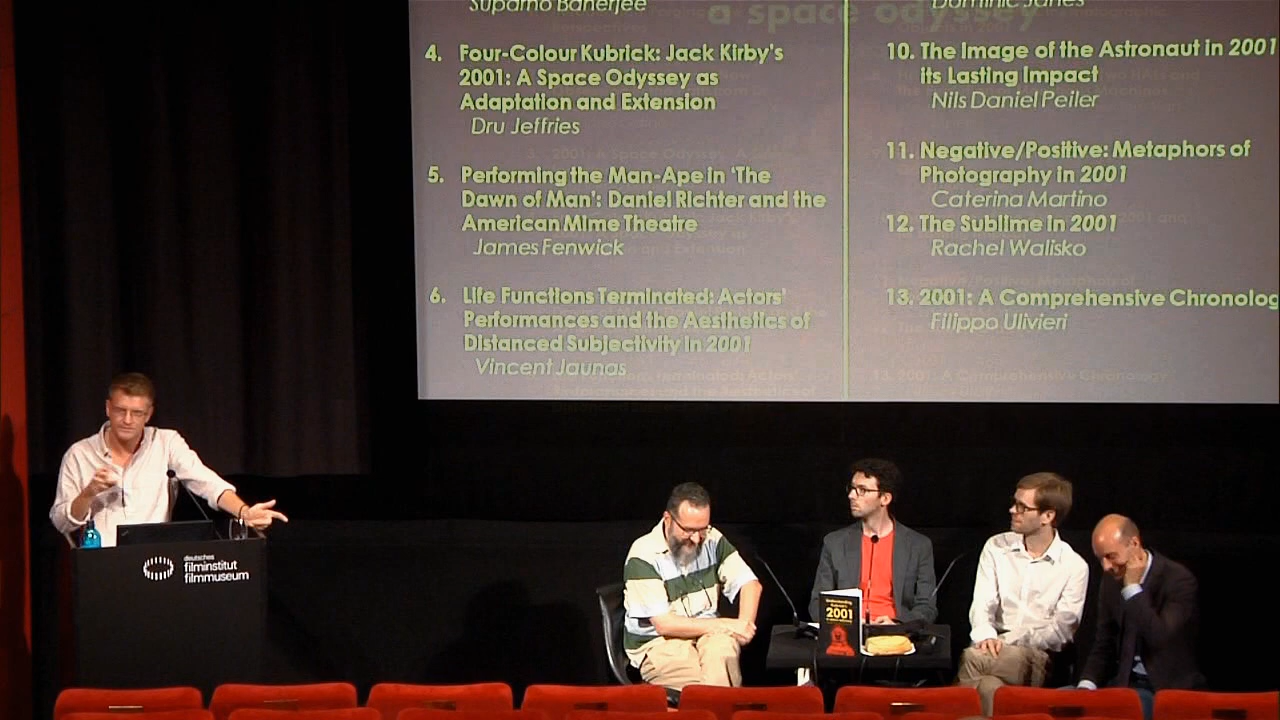 a space odyssey
Suparno Banerjee
4. Four-Colour Kubrick: Jack Kirby's
2001: A Space Odyssey as
Adaptation and Extension
Dru Jeffries
5. Performing the Man-Ape in 'The
Dawn of Man': Daniel Richter and the
American Mime Theatre
James Fenwick
6. Life Functions Terminated: Actors'
Performances and the Aesthetics of
Distanced Subjectivity in 2001
Vincent Jaunas
Dominic Janes
10. The Image of the Astronaut in 2001
Its Lasting Impact
Nils Daniel Peiler
11. Negative/Positive: Metaphors of
Photography in 2001
Caterina Martino
12. The Sublime in 2001
Rachel Walisko
13. 2001: A Comprehensive Chronolog
Filippo Ulivieri
deutsches
filminstitut
filmmuseum
Understanding
Kubrick's
2001